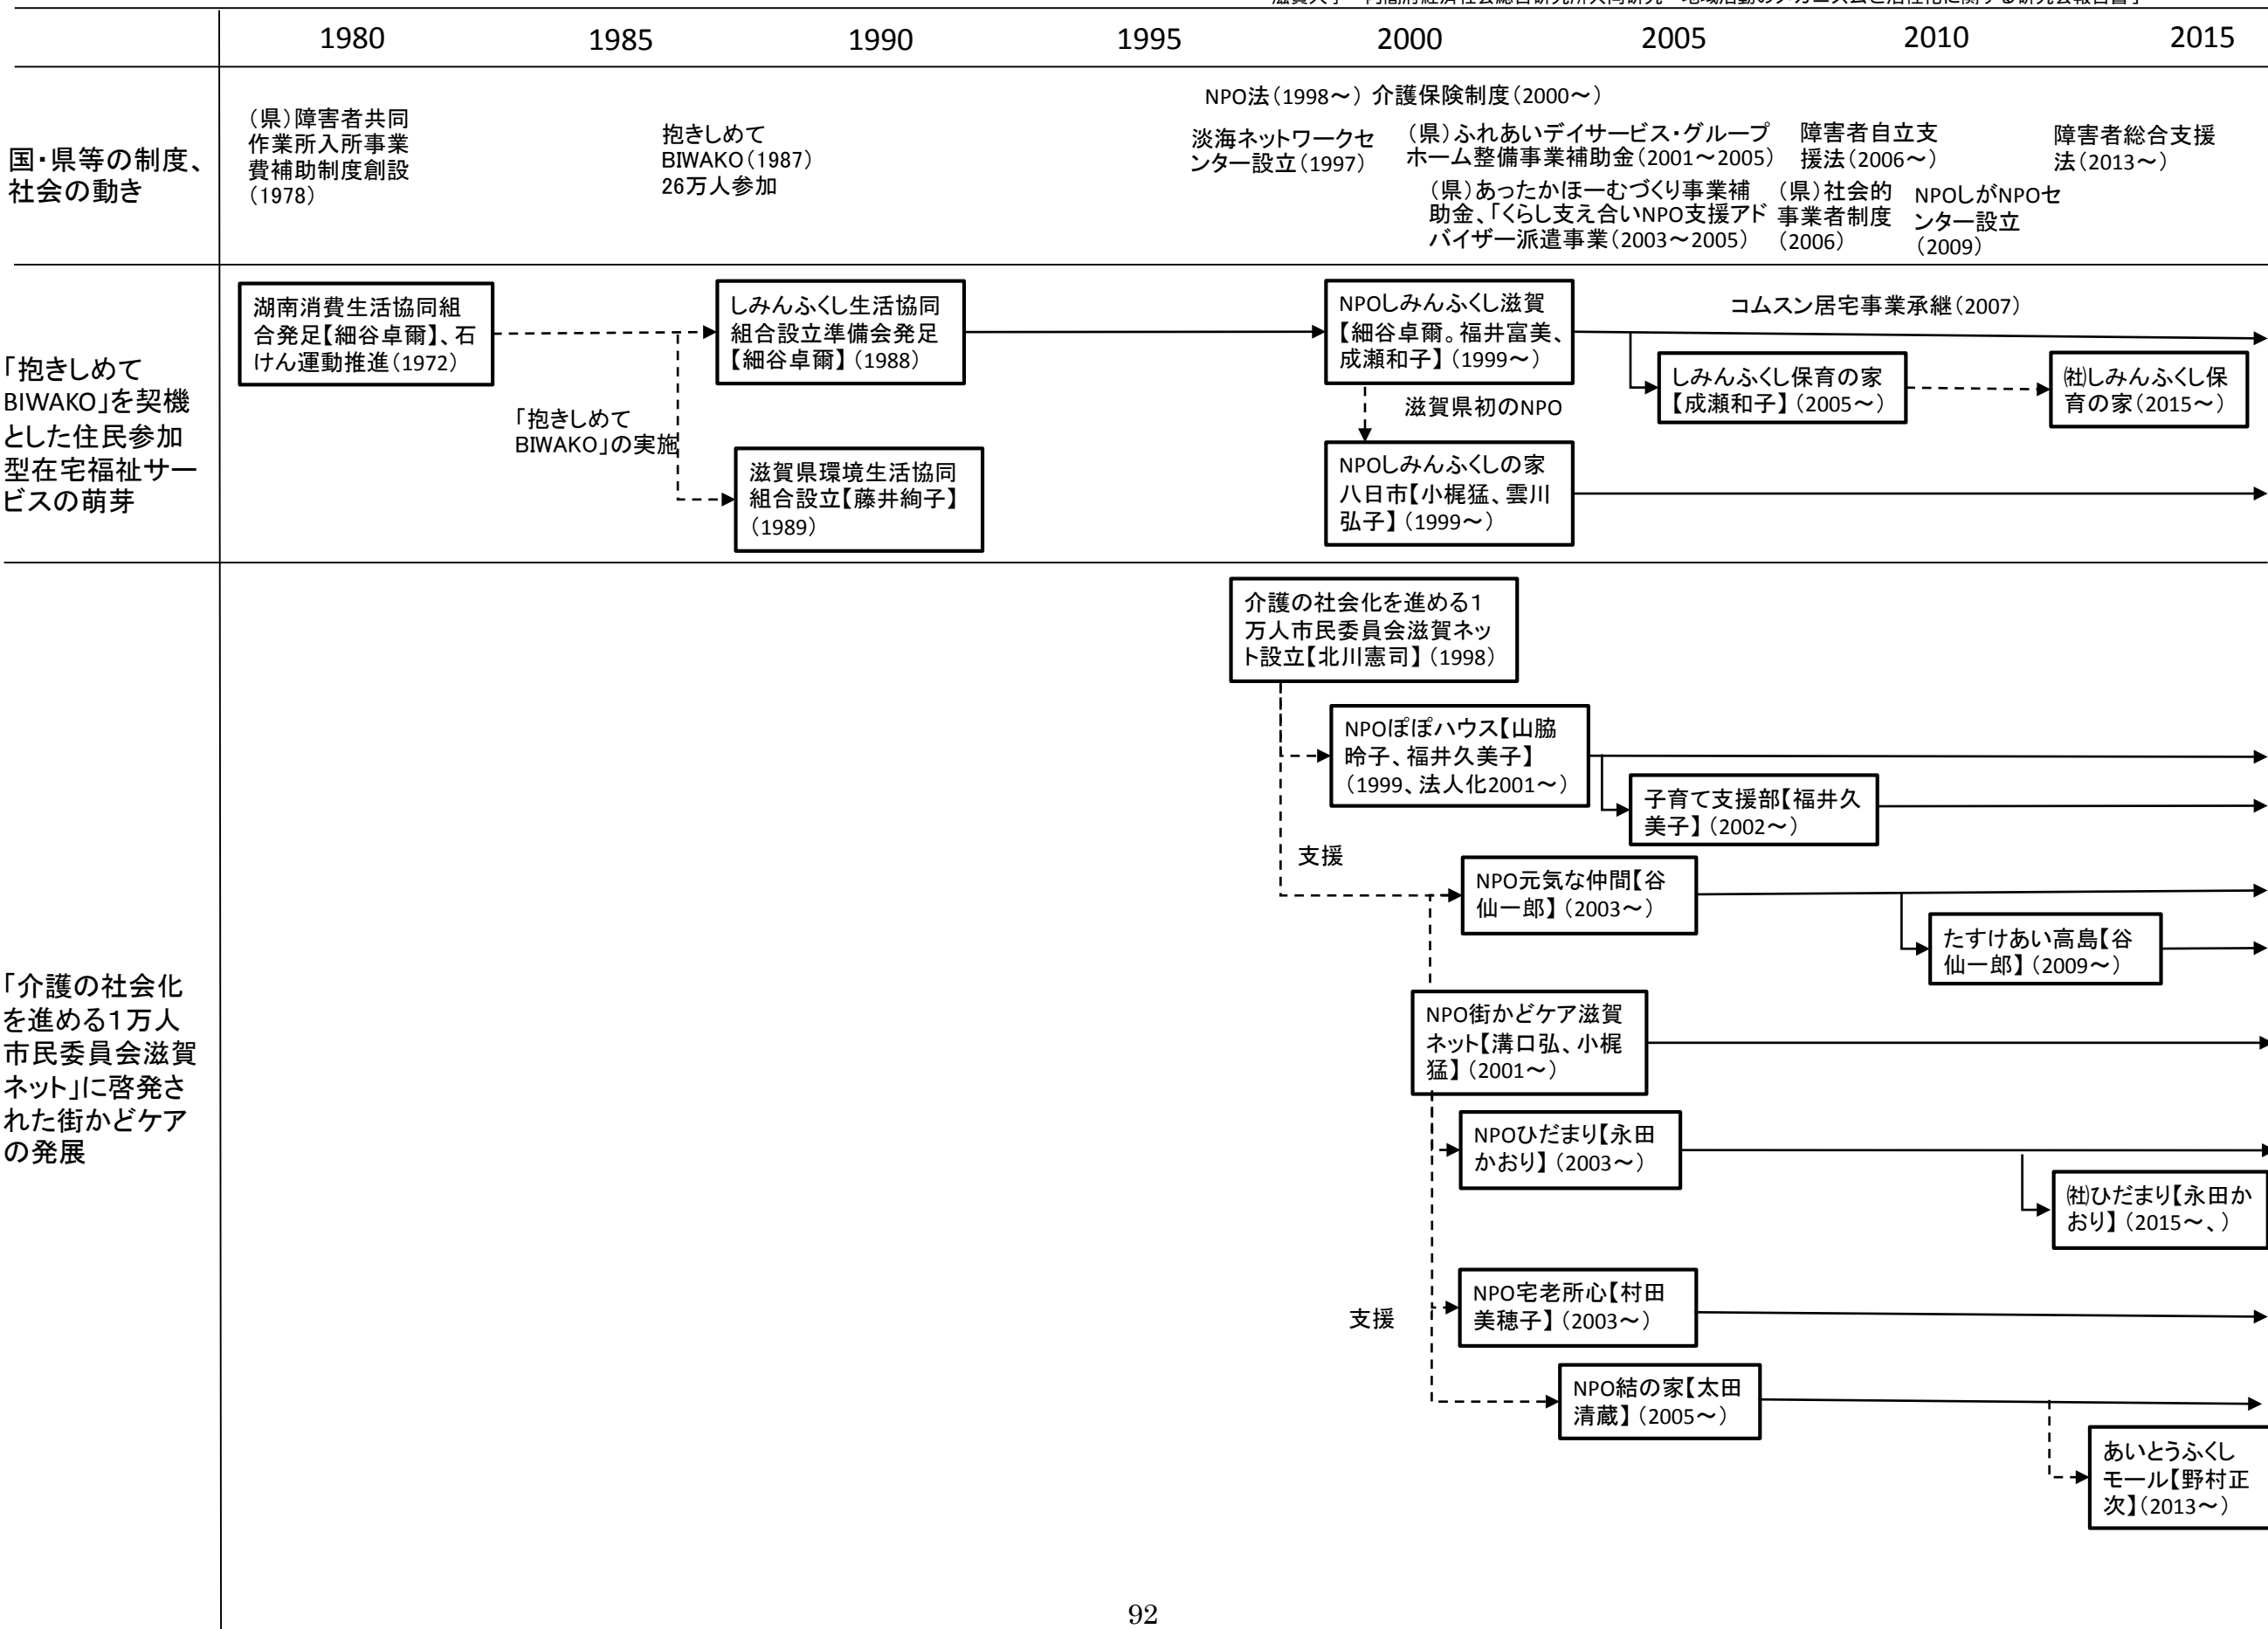 1980 1985 1990 1995 2000 2005 2010 2015
国・県等の制度、
社会の動き
（県）障害者共同
作業所入所事業
費補助制度創設
（1978）
抱きしめて
BIWAKO（1987）
26万人参加
NPO法（1998～） 介護保険制度（2000～）
淡海ネットワークセ
ンター設立（1997）
（県）ふれあいデイサービス・グループ
ホーム整備事業補助金（2001～2005）
障害者自立支
援法（2006～）
障害者総合支援
法（2013～）
（県）あったかほーむづくり事業補
助金、「くらし支え合いNPO支援アド
バイザー派遣事業（2003～2005）
（県）社会的
事業者制度
（2006）
NPOしがNPOセ
ンター設立
（2009）
「抱きしめて
BIWAKO」を契機
とした住民参加
型在宅福祉サー
ビスの萌芽
湖南消費生活協同組
合発足【細谷卓爾】、石
けん運動推進（1972）
しみんふくし生活協同
組合設立準備会発足
【細谷卓爾】（1988）
NPOしみんふくし滋賀
【細谷卓爾。福井富美、
成瀬和子】（1999～）
コムスン居宅事業承継（2007）
しみんふくし保育の家
【成瀬和子】（2005～）
㈳しみんふくし保
育の家（2015～）
「抱きしめて
BIWAKO」の実施
滋賀県初のNPO
滋賀県環境生活協同
組合設立【藤井絢子】
（1989）
NPOしみんふくしの家
八日市【小梶猛、雲川
弘子】（1999～）
「介護の社会化
を進める１万人
市民委員会滋賀
ネット」に啓発さ
れた街かどケア
の発展
介護の社会化を進める１
万人市民委員会滋賀ネッ
ト設立【北川憲司】（1998）
NPOぽぽハウス【山脇
晗子、福井久美子】
（1999、法人化2001～）
子育て支援部【福井久
美子】（2002～）
支援
NPO元気な仲間【谷
仙一郎】（2003～）
たすけあい高島【谷
仙一郎】（2009～）
NPO街かどケア滋賀
ネット【溝口弘、小梶
猛】（2001～）
NPOひだまり【永田
かおり】（2003～）
㈳ひだまり【永田か
おり】（2015～、）
NPO宅老所心【村田
美穂子】（2003～）
支援
NPO結の家【太田
清蔵】（2005～）
あいとうふくし
モール【野村正
次】（2013～）
92